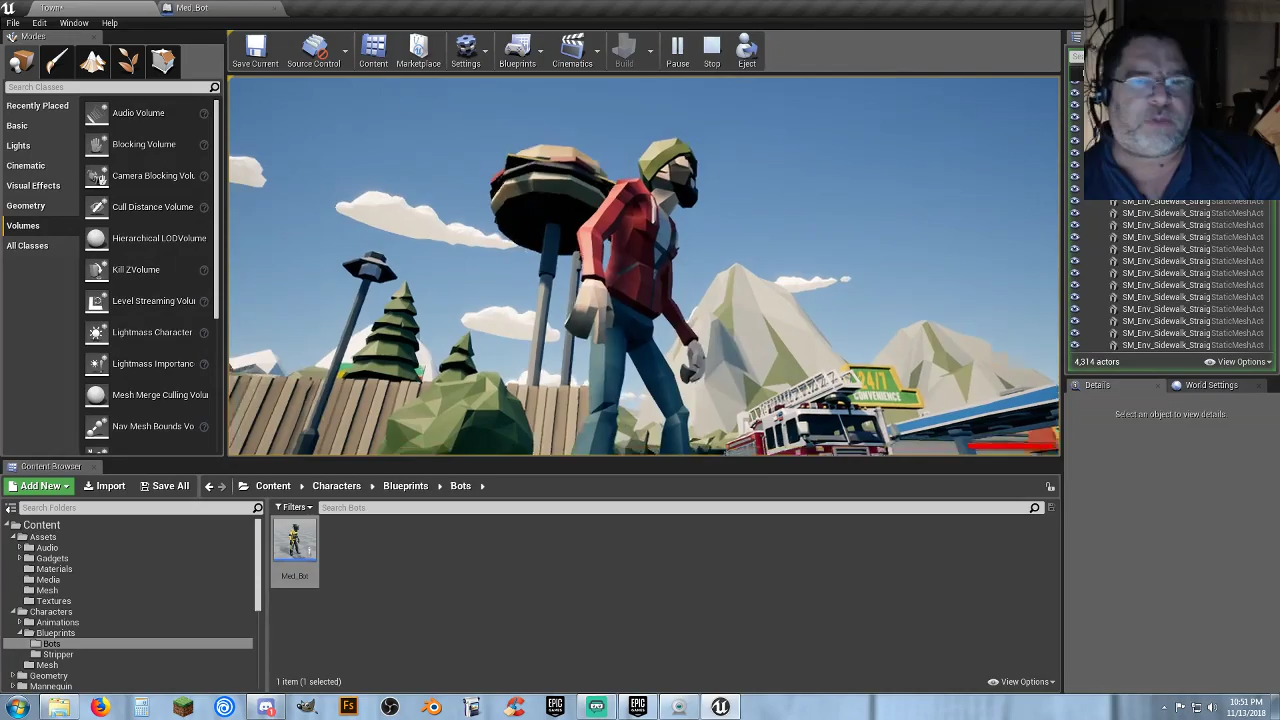 Town*
Med_Bot
File Edit Window Help
Modes
Search Classes
Recently Placed
Basic
Lights
Cinematic
Visual Effects
Geometry
Volumes
All Classes
Audio Volume
Blocking Volume
Camera Blocking Volu
Cull Distance Volume
Hierarchical LODVolume
Kill ZVolume
Level Streaming Volu
Lightmass Character
Lightmass Importanc
Mesh Merge Culling Volu
Nav Mesh Bounds Vo
Save Current
Source Control
Content
Marketplace
Settings
Blueprints
Cinematics
Build
Pause
Stop
Eject
24/7
CONVENIENCE
SM_Env_Sidewalk_Straig StaticMeshAct
SM_Env_Sidewalk_Straig StaticMeshAct
SM_Env_Sidewalk_Straig StaticMeshAct
SM_Env_Sidewalk_Straig StaticMeshAct
SM_Env_Sidewalk_Straig StaticMeshAct
SM_Env_Sidewalk_Straig StaticMeshAct
SM_Env_Sidewalk_Straig StaticMeshAct
SM_Env_Sidewalk_Straig StaticMeshAct
SM_Env_Sidewalk_Straig StaticMeshAct
SM_Env_Sidewalk_Straig StaticMeshAct
SM_Env_Sidewalk_Straig StaticMeshAct
SM_Env_Sidewalk_Straig StaticMeshAct
SM_Env_Sidewalk_Straig StaticMeshAct
4,314 actors
View Options
Details
World Settings
Select an object to view details.
Content Browser
Add New
Import
Save All
Content
Characters
Blueprints
Bots
Search Folders
Filters
Search Bots
Content
Assets
Audio
Gadgets
Materials
Media
Mesh
Textures
Characters
Animations
Blueprints
Bots
Stripper
Mesh
Geometry
Mannequin
Med_Bot
1 item (1 selected)
View Options
Fs
EPIC GAMES
EPIC GAMES
10:51 PM
11/13/2018